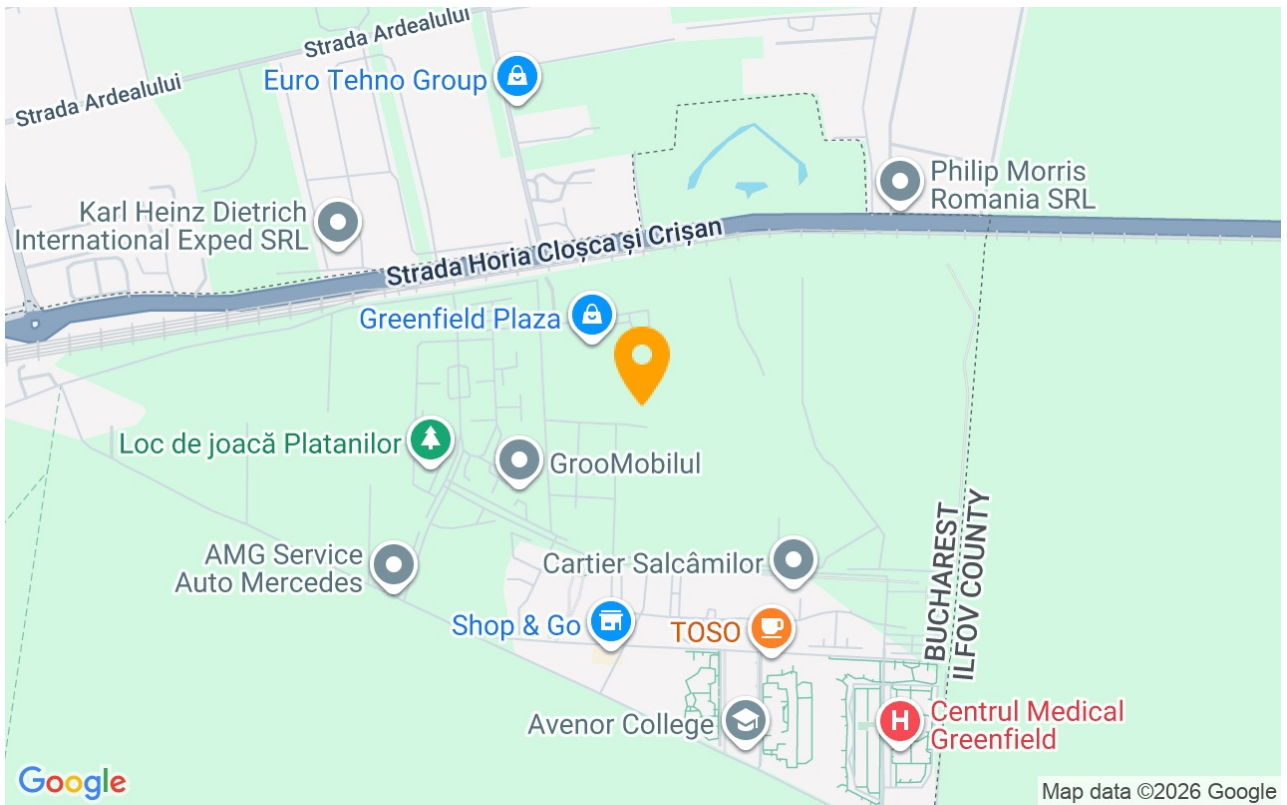 Strada Ardealului
Strada Ardealului
Euro Tehno Group
Philip Morris
Romania SRL
Karl Heinz Dietrich
International Exped SRL
Strada Horia Cloșca și Crișan
Greenfield Plaza
Loc de joacă Platanilor
GrooMobilul
AMG Service
Auto Mercedes
Cartier Salcâmilor
BUCHAREST
ILFOV COUNTY
Shop & Go
TOSO
Avenor College
H
Centrul Medical
Greenfield
Google
Map data ©2026 Google